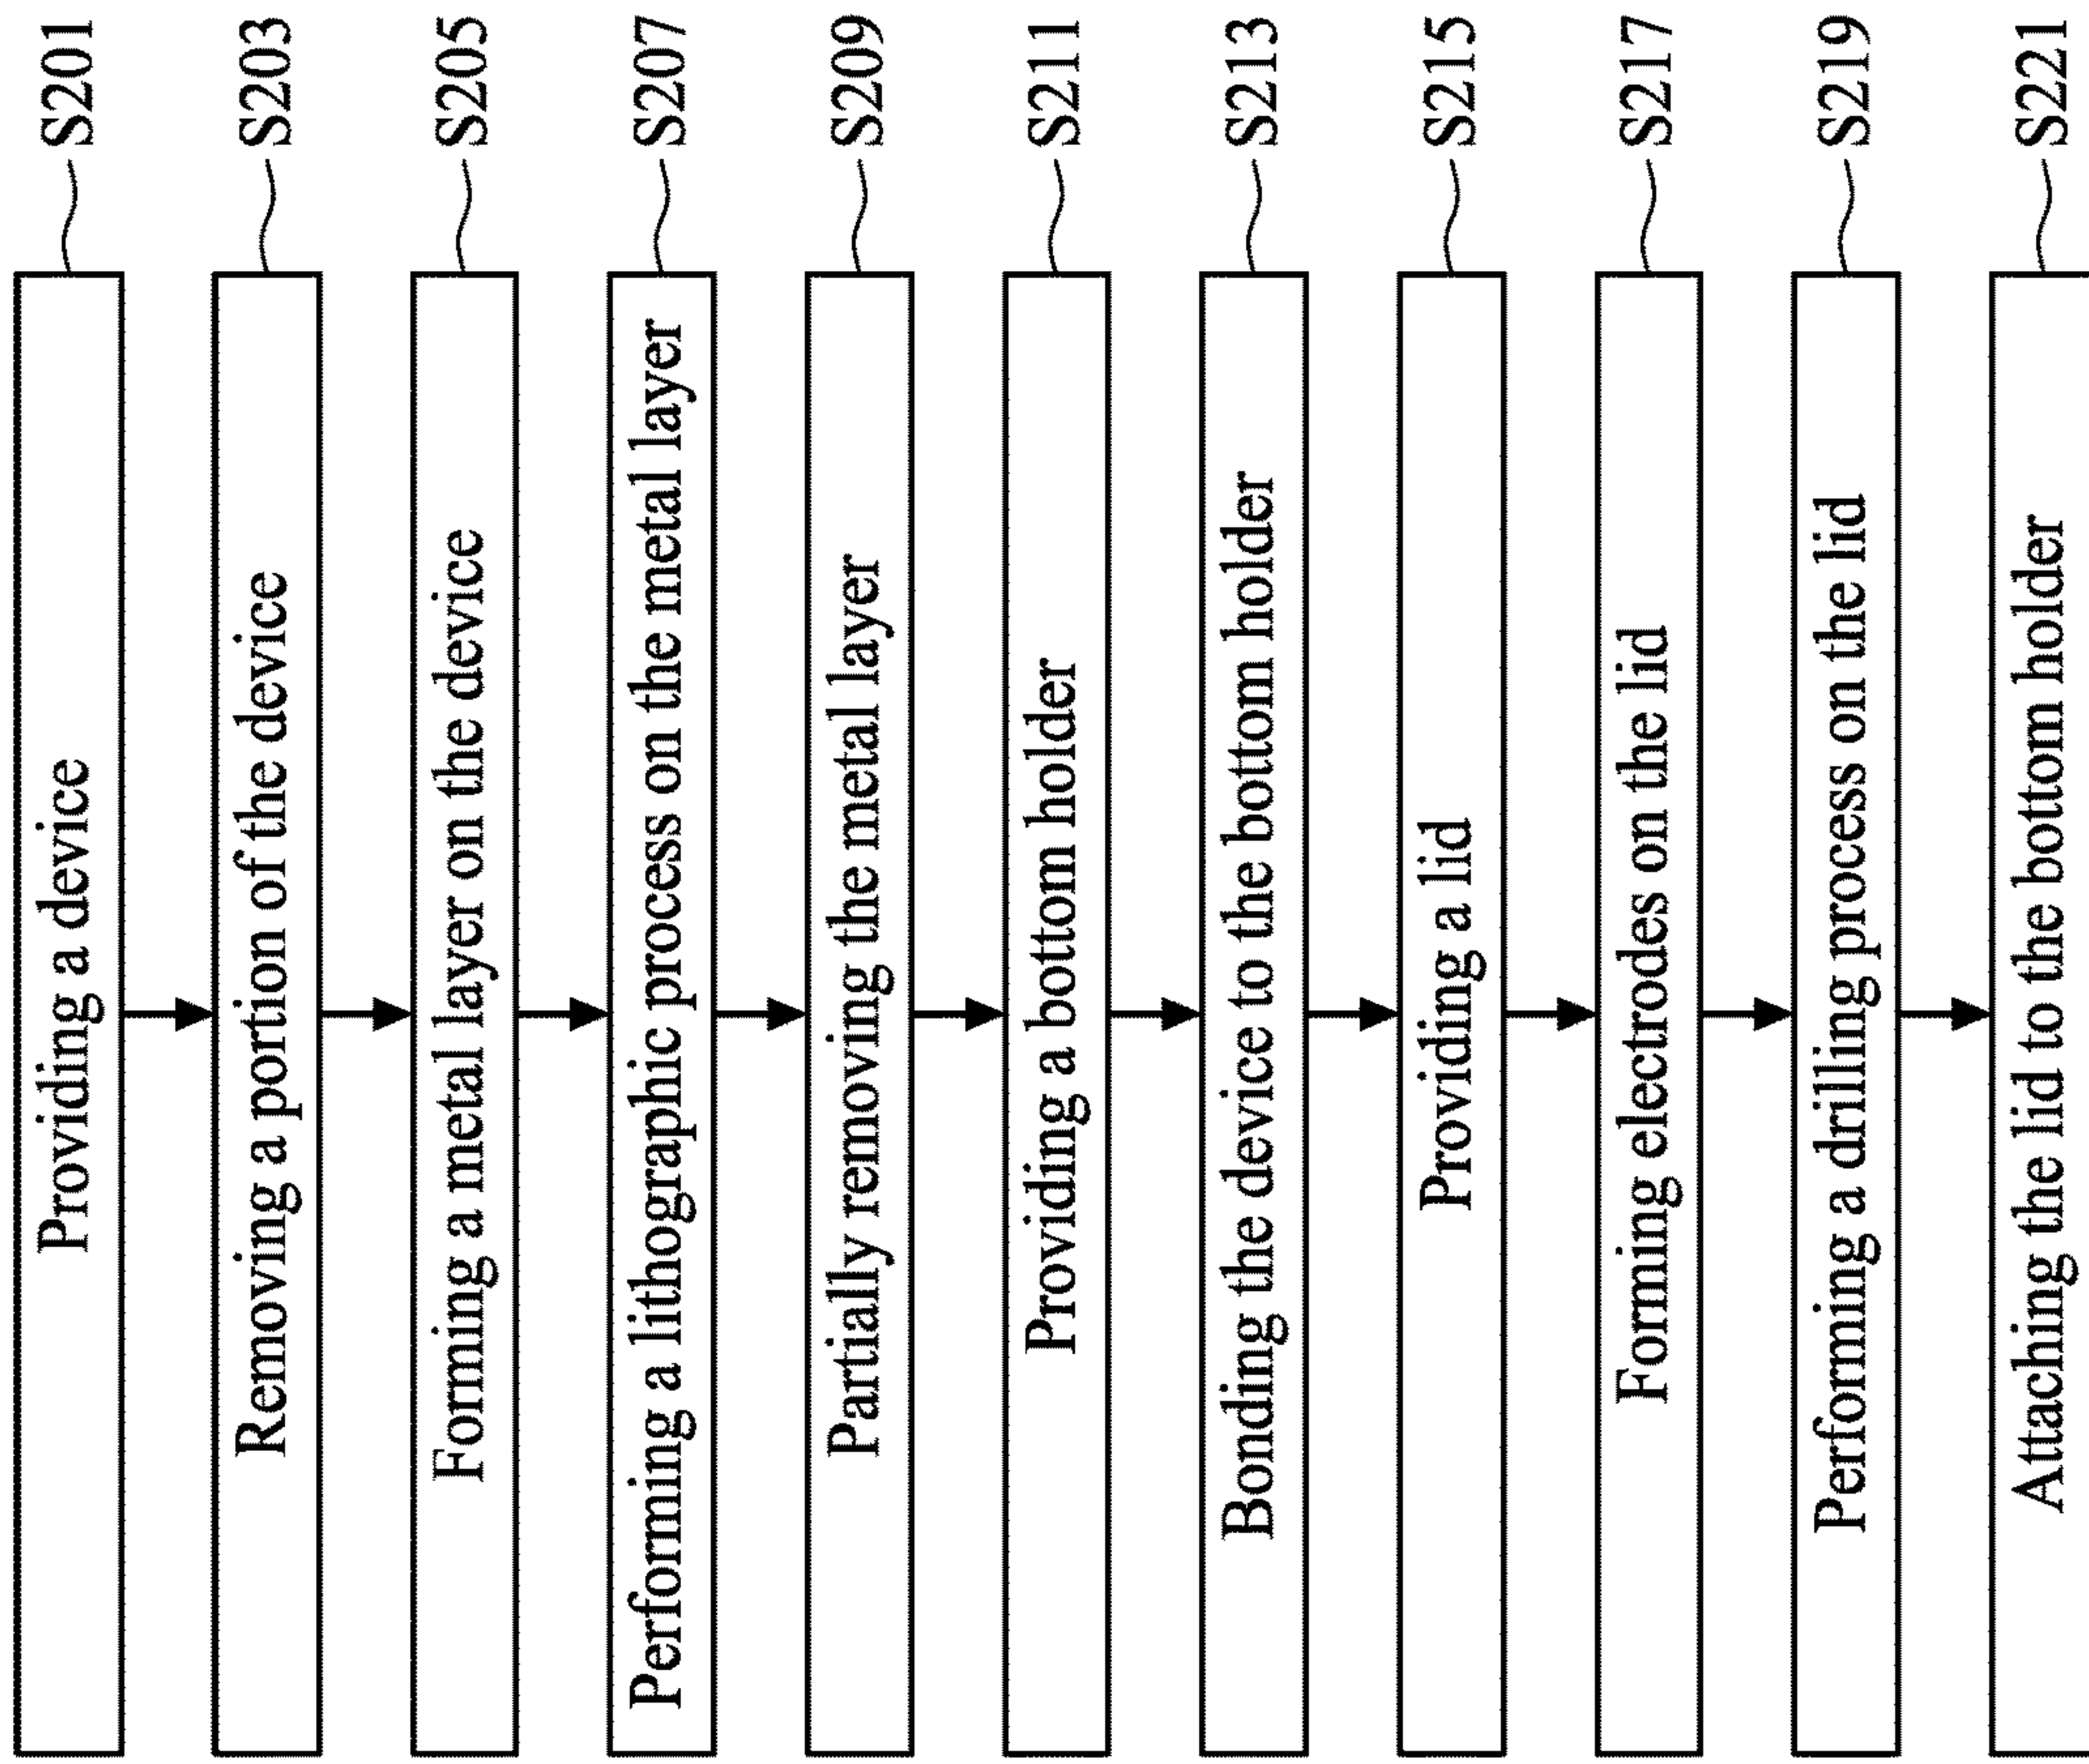 Providing a device S201
Removing a portion of the device S203
Forming a metal layer on the device S205
Performing a lithographic process on the metal layer S207
Partially removing the metal layer S209
Providing a bottom holder S211
Bonding the device to the bottom holder S213
Providing a lid S215
Forming electrodes on the lid S217
Performing a drilling process on the lid S219
Attaching the lid to the bottom holder S221